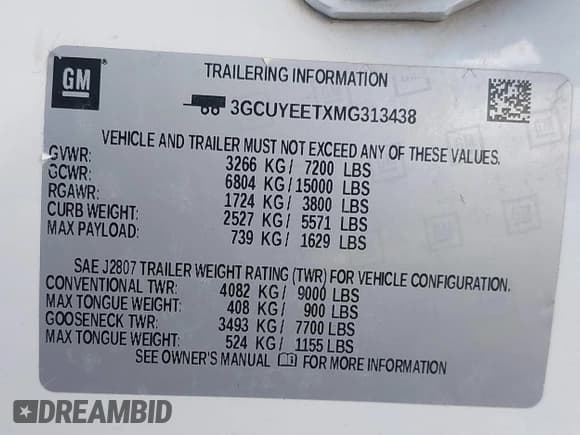 GM
TRAILERING INFORMATION
3GCUYEETXMG313438
VEHICLE AND TRAILER MUST NOT EXCEED ANY OF THESE VALUES.
GVWR: 3266 KG/ 7200 LBS
GCWR: 6804 KG/15000 LBS
RGAWR: 1724 KG/ 3800 LBS
CURB WEIGHT: 2527 KG/ 5571 LBS
MAX PAYLOAD: 739 KG/ 1629 LBS
SAE J2807 TRAILER WEIGHT RATING (TWR) FOR VEHICLE CONFIGURATION.
CONVENTIONAL TWR: 4082 KG/ 9000 LBS
MAX TONGUE WEIGHT: 408 KG/ 900 LBS
GOOSENECK TWR: 3493 KG/ 7700 LBS
MAX TONGUE WEIGHT: 524 KG/ 1155 LBS
SEE OWNER'S MANUAL FOR MORE INFORMATION
DREAMBID